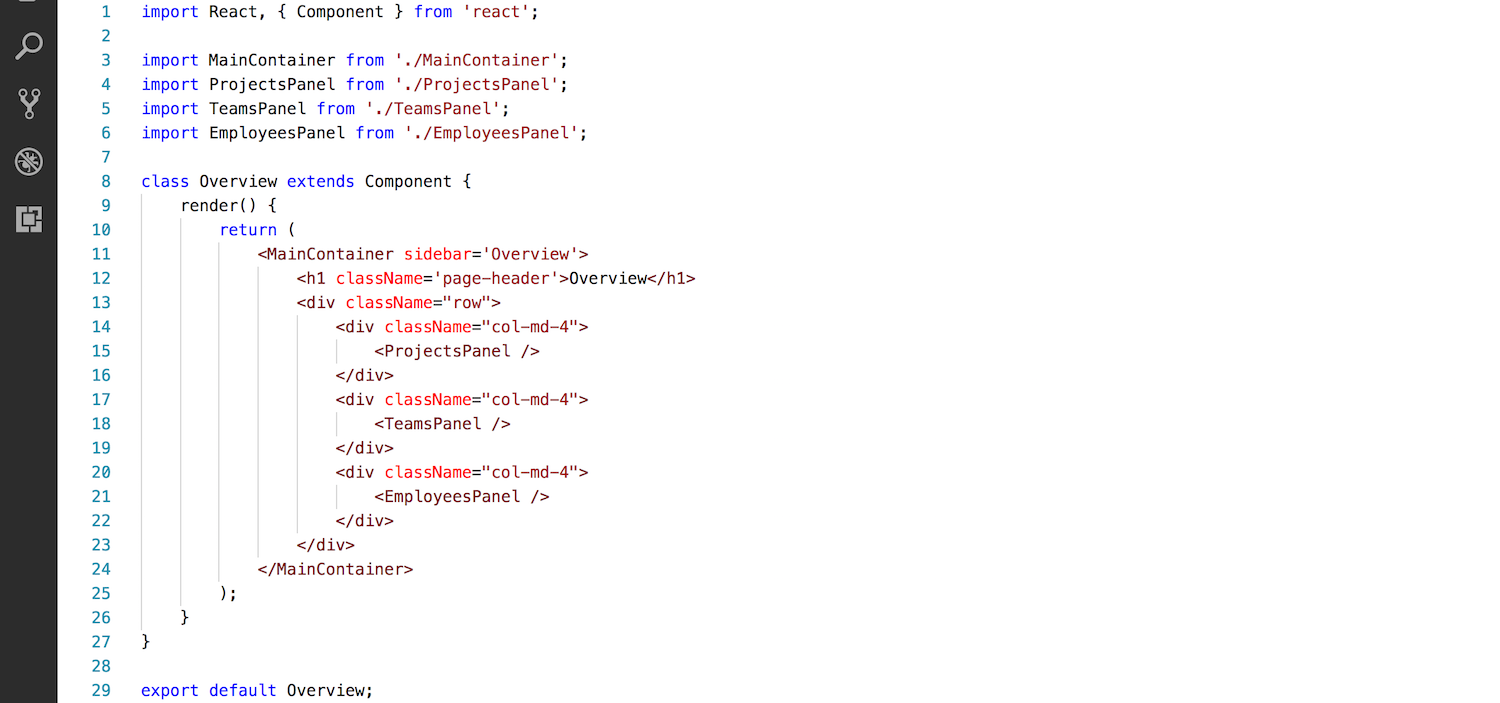 1 import React, { Component } from 'react';
2
3 import MainContainer from './MainContainer';
4 import ProjectsPanel from './ProjectsPanel';
5 import TeamsPanel from './TeamsPanel';
6 import EmployeesPanel from './EmployeesPanel';
7
8 class Overview extends Component {
9     render() {
10         return (
11             <MainContainer sidebar='Overview'>
12                 <h1 className='page-header'>Overview</h1>
13                 <div className="row">
14                     <div className="col-md-4">
15                         <ProjectsPanel />
16                     </div>
17                     <div className="col-md-4">
18                         <TeamsPanel />
19                     </div>
20                     <div className="col-md-4">
21                         <EmployeesPanel />
22                     </div>
23                 </div>
24             </MainContainer>
25         );
26     }
27 }
28
29 export default Overview;